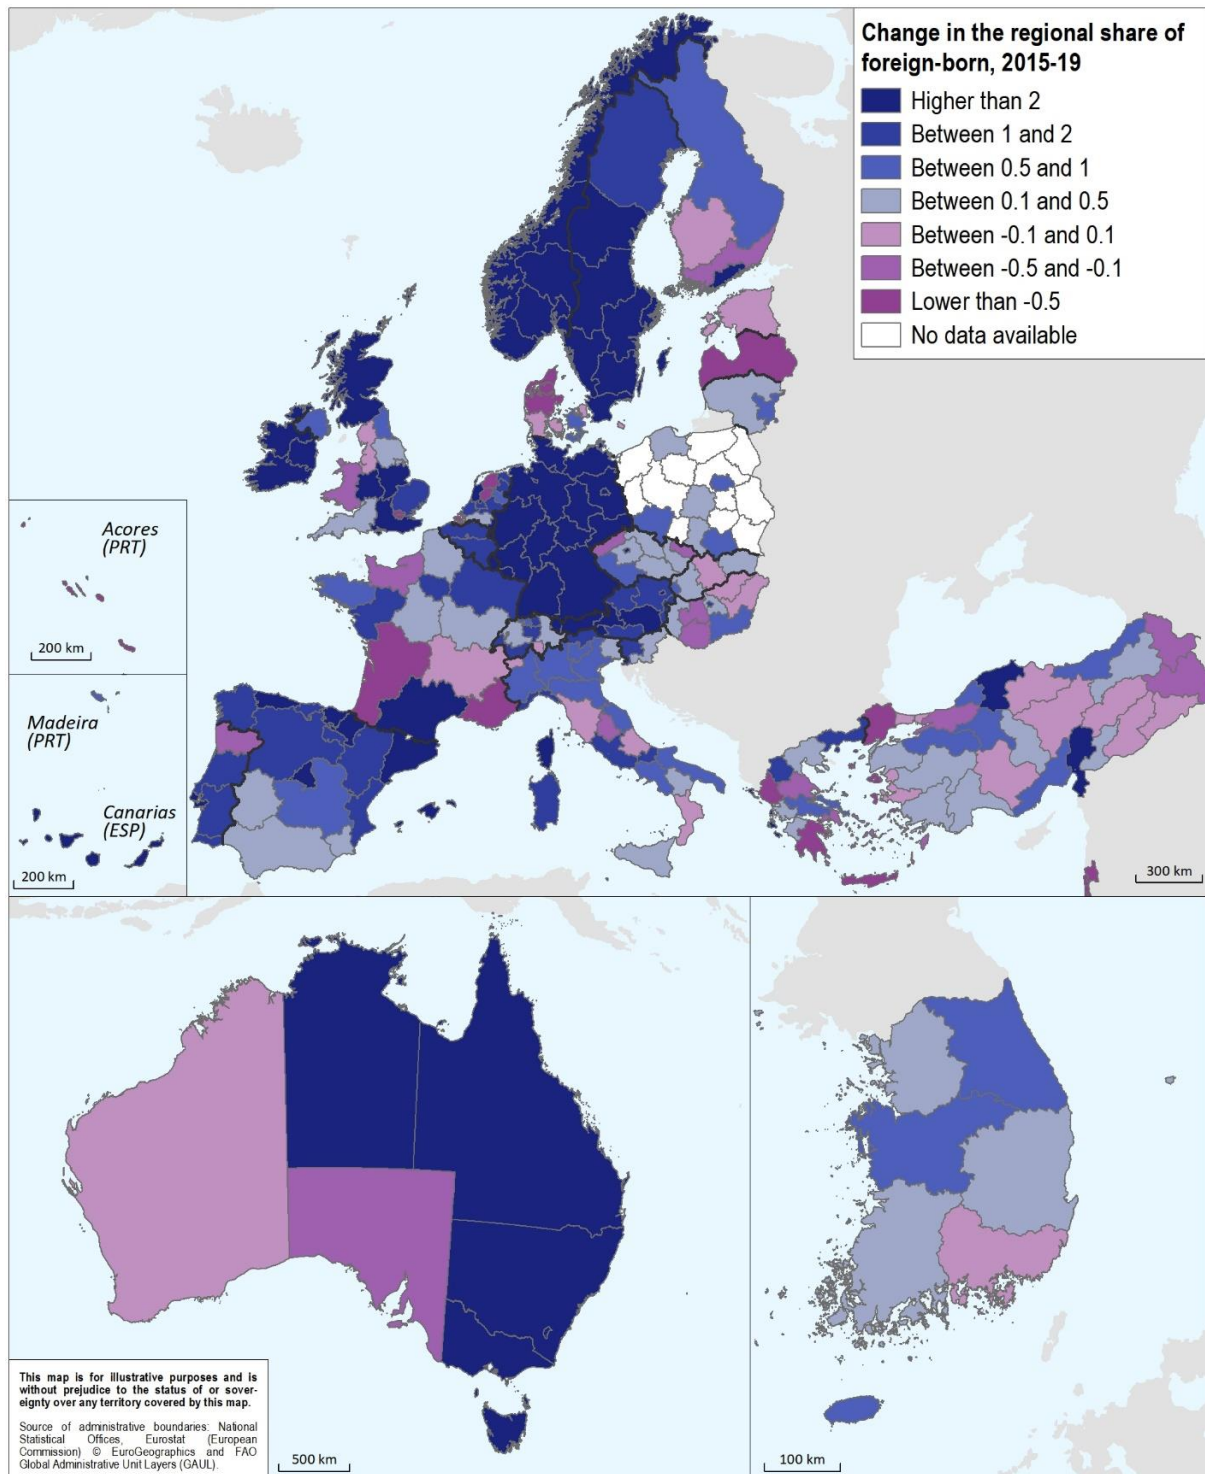 Change in the regional share of
foreign-born, 2015-19
Higher than 2
Between 1 and 2
Between 0.5 and 1
Between 0.1 and 0.5
Between -0.1 and 0.1
Between -0.5 and -0.1
Lower than -0.5
No data available
Acores
(PRT)
200 km
Madeira
(PRT)
Canarias
(ESP)
200 km
300 km
This map is for illustrative purposes and is
without prejudice to the status of or sover-
eignty over any territory covered by this map.
Source of administrative boundaries: National
Statistical Offices, Eurostat (European
Commission) © EuroGeographics and FAO
Global Administrative Unit Layers (GAUL).
500 km
100 km